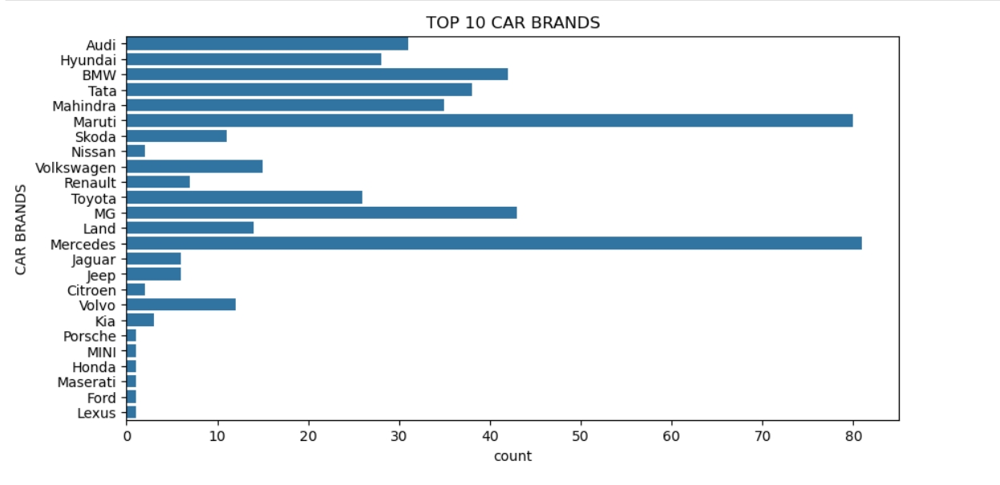 TOP 10 CAR BRANDS
CAR BRANDS
Audi
Hyundai
BMW
Tata
Mahindra
Maruti
Skoda
Nissan
Volkswagen
Renault
Toyota
MG
Land
Mercedes
Jaguar
Jeep
Citroen
Volvo
Kia
Porsche
MINI
Honda
Maserati
Ford
Lexus
0 10 20 30 40 50 60 70 80
count